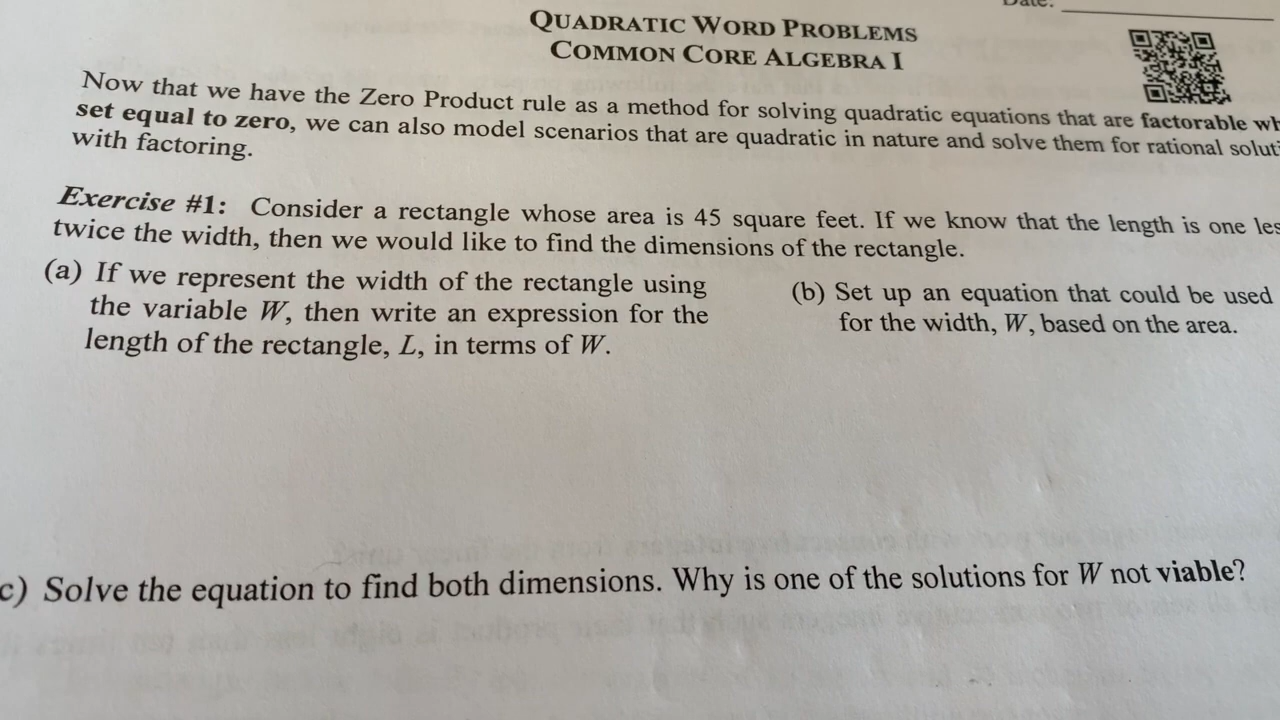 Date:
QUADRATIC WORD PROBLEMS
COMMON CORE ALGEBRA I
Now that we have the Zero Product rule as a method for solving quadratic equations that are factorable
set equal to zero, we can also model scenarios that are quadratic in nature and solve them for rational
with factoring.
Exercise #1: Consider a rectangle whose area is 45 square feet. If we know that the length is one
twice the width, then we would like to find the dimensions of the rectangle.
(a) If we represent the width of the rectangle using
the variable W, then write an expression for the
length of the rectangle, L, in terms of W.
(b) Set up an equation that could be used
for the width, W, based on the area.
c) Solve the equation to find both dimensions. Why is one of the solutions for W not viable?